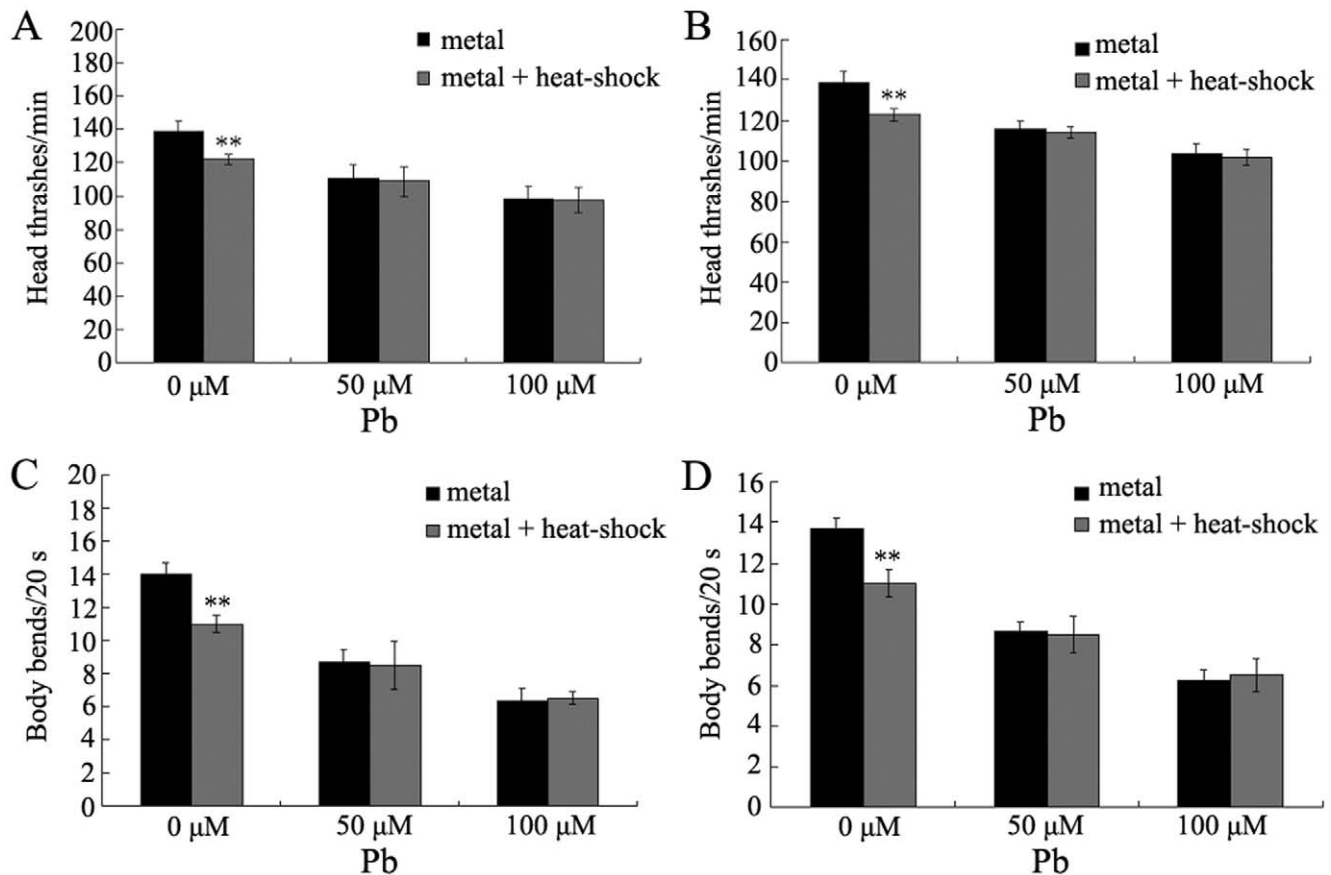 A
metal
metal + heat-shock
Head thrashes/min
200
180
160
140
120
100
80
60
40
20
0
**
0 μM
50 μM
100 μM
Pb
B
metal
metal + heat-shock
Head thrashes/min
160
140
120
100
80
60
40
20
0
**
0 μM
50 μM
100 μM
Pb
C
metal
metal + heat-shock
Body bends/20 s
20
18
16
14
12
10
8
6
4
2
0
**
0 μM
50 μM
100 μM
Pb
D
metal
metal + heat-shock
Body bends/20 s
16
14
12
10
8
6
4
2
0
**
0 μM
50 μM
100 μM
Pb